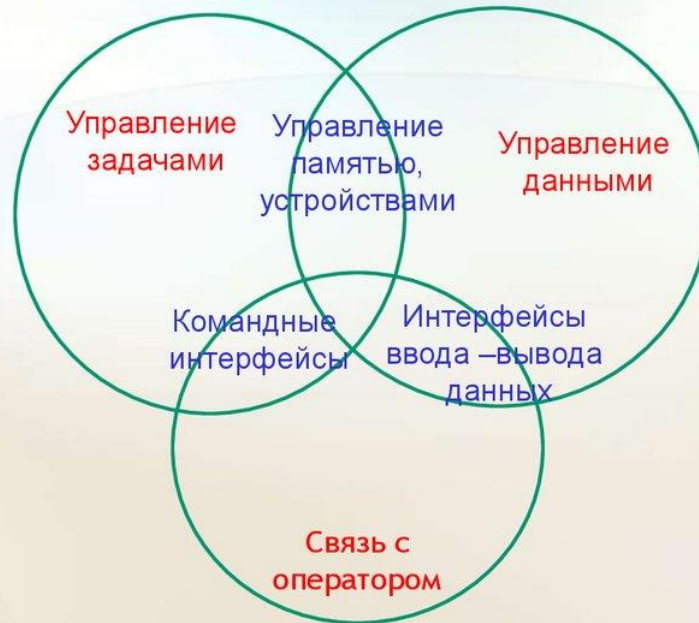 Управление
задачами
Управление
памятью,
устройствами
Управление
данными
Командные
интерфейсы
Интерфейсы
ввода –вывода
данных
Связь с
оператором